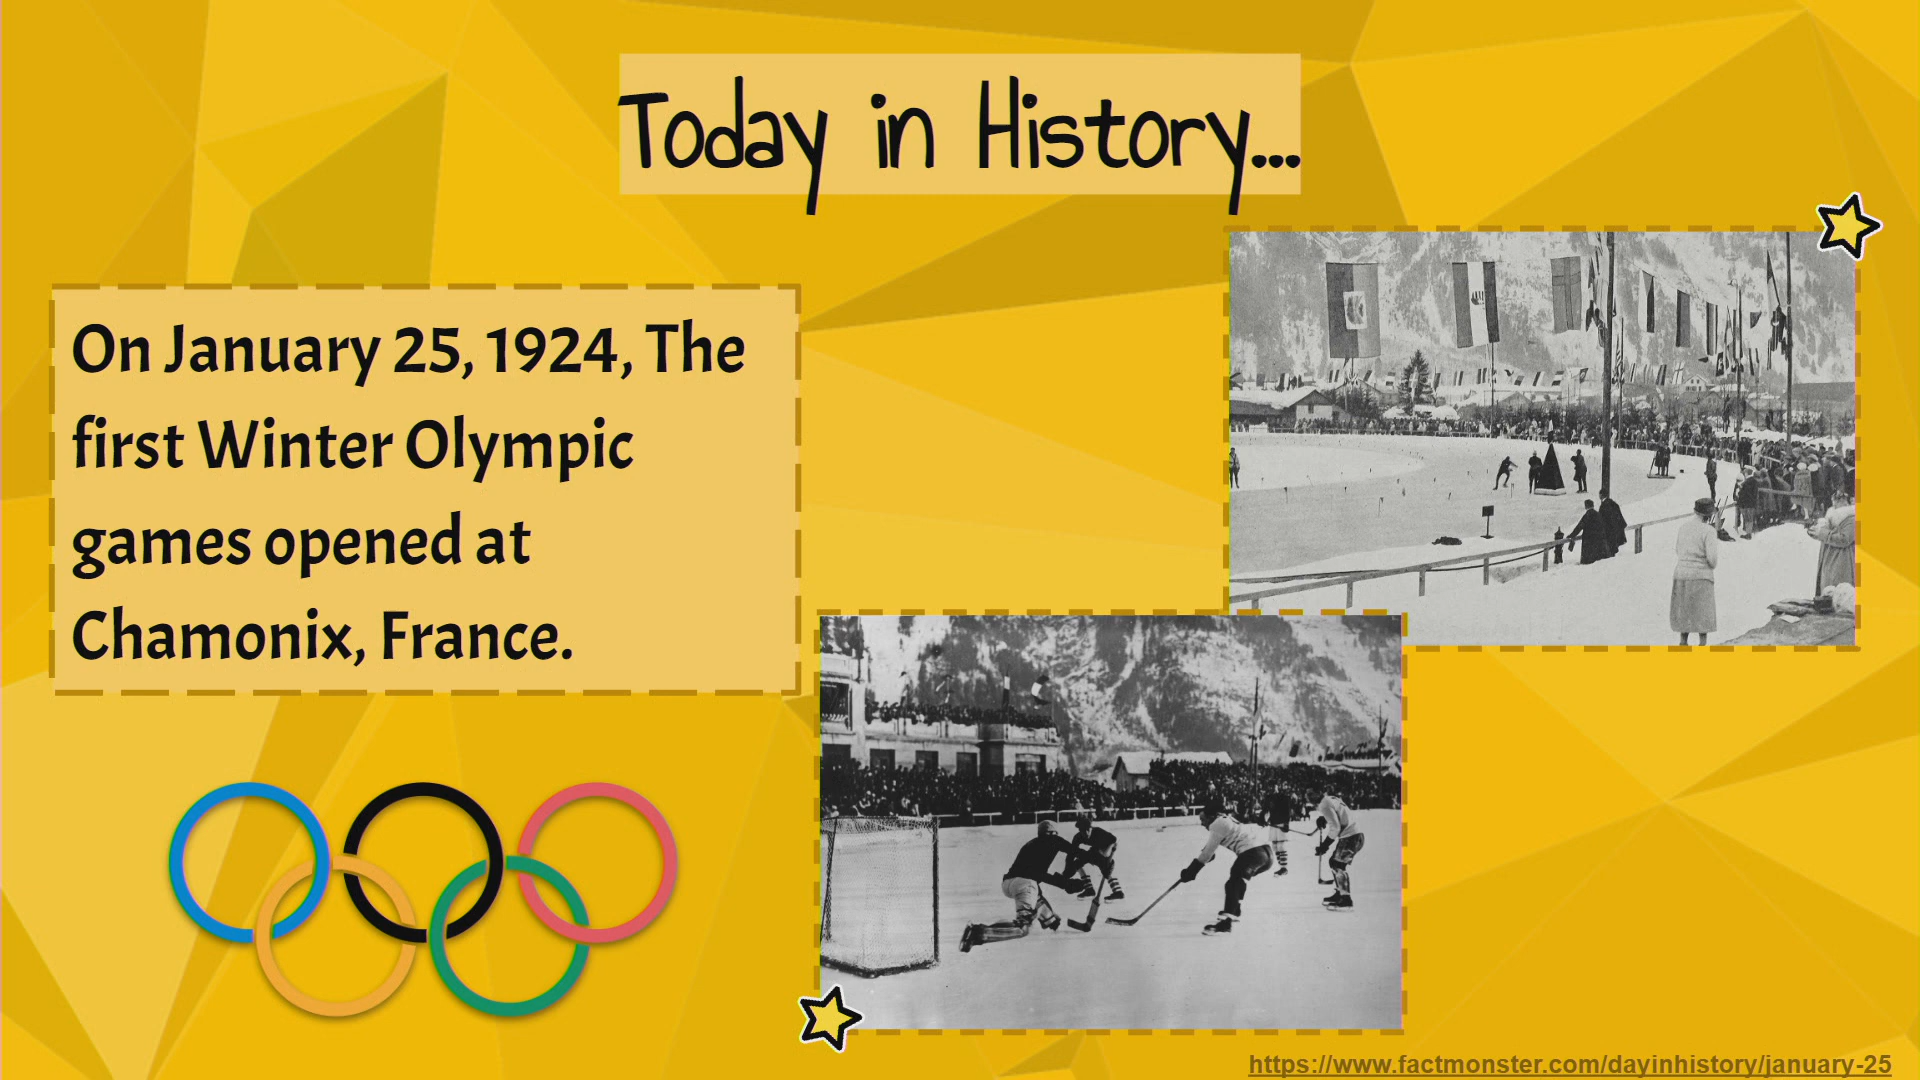 Today in History...
On January 25, 1924, The
first Winter Olympic
games opened at
Chamonix, France.
https://www.factmonster.com/dayinhistory/january-25